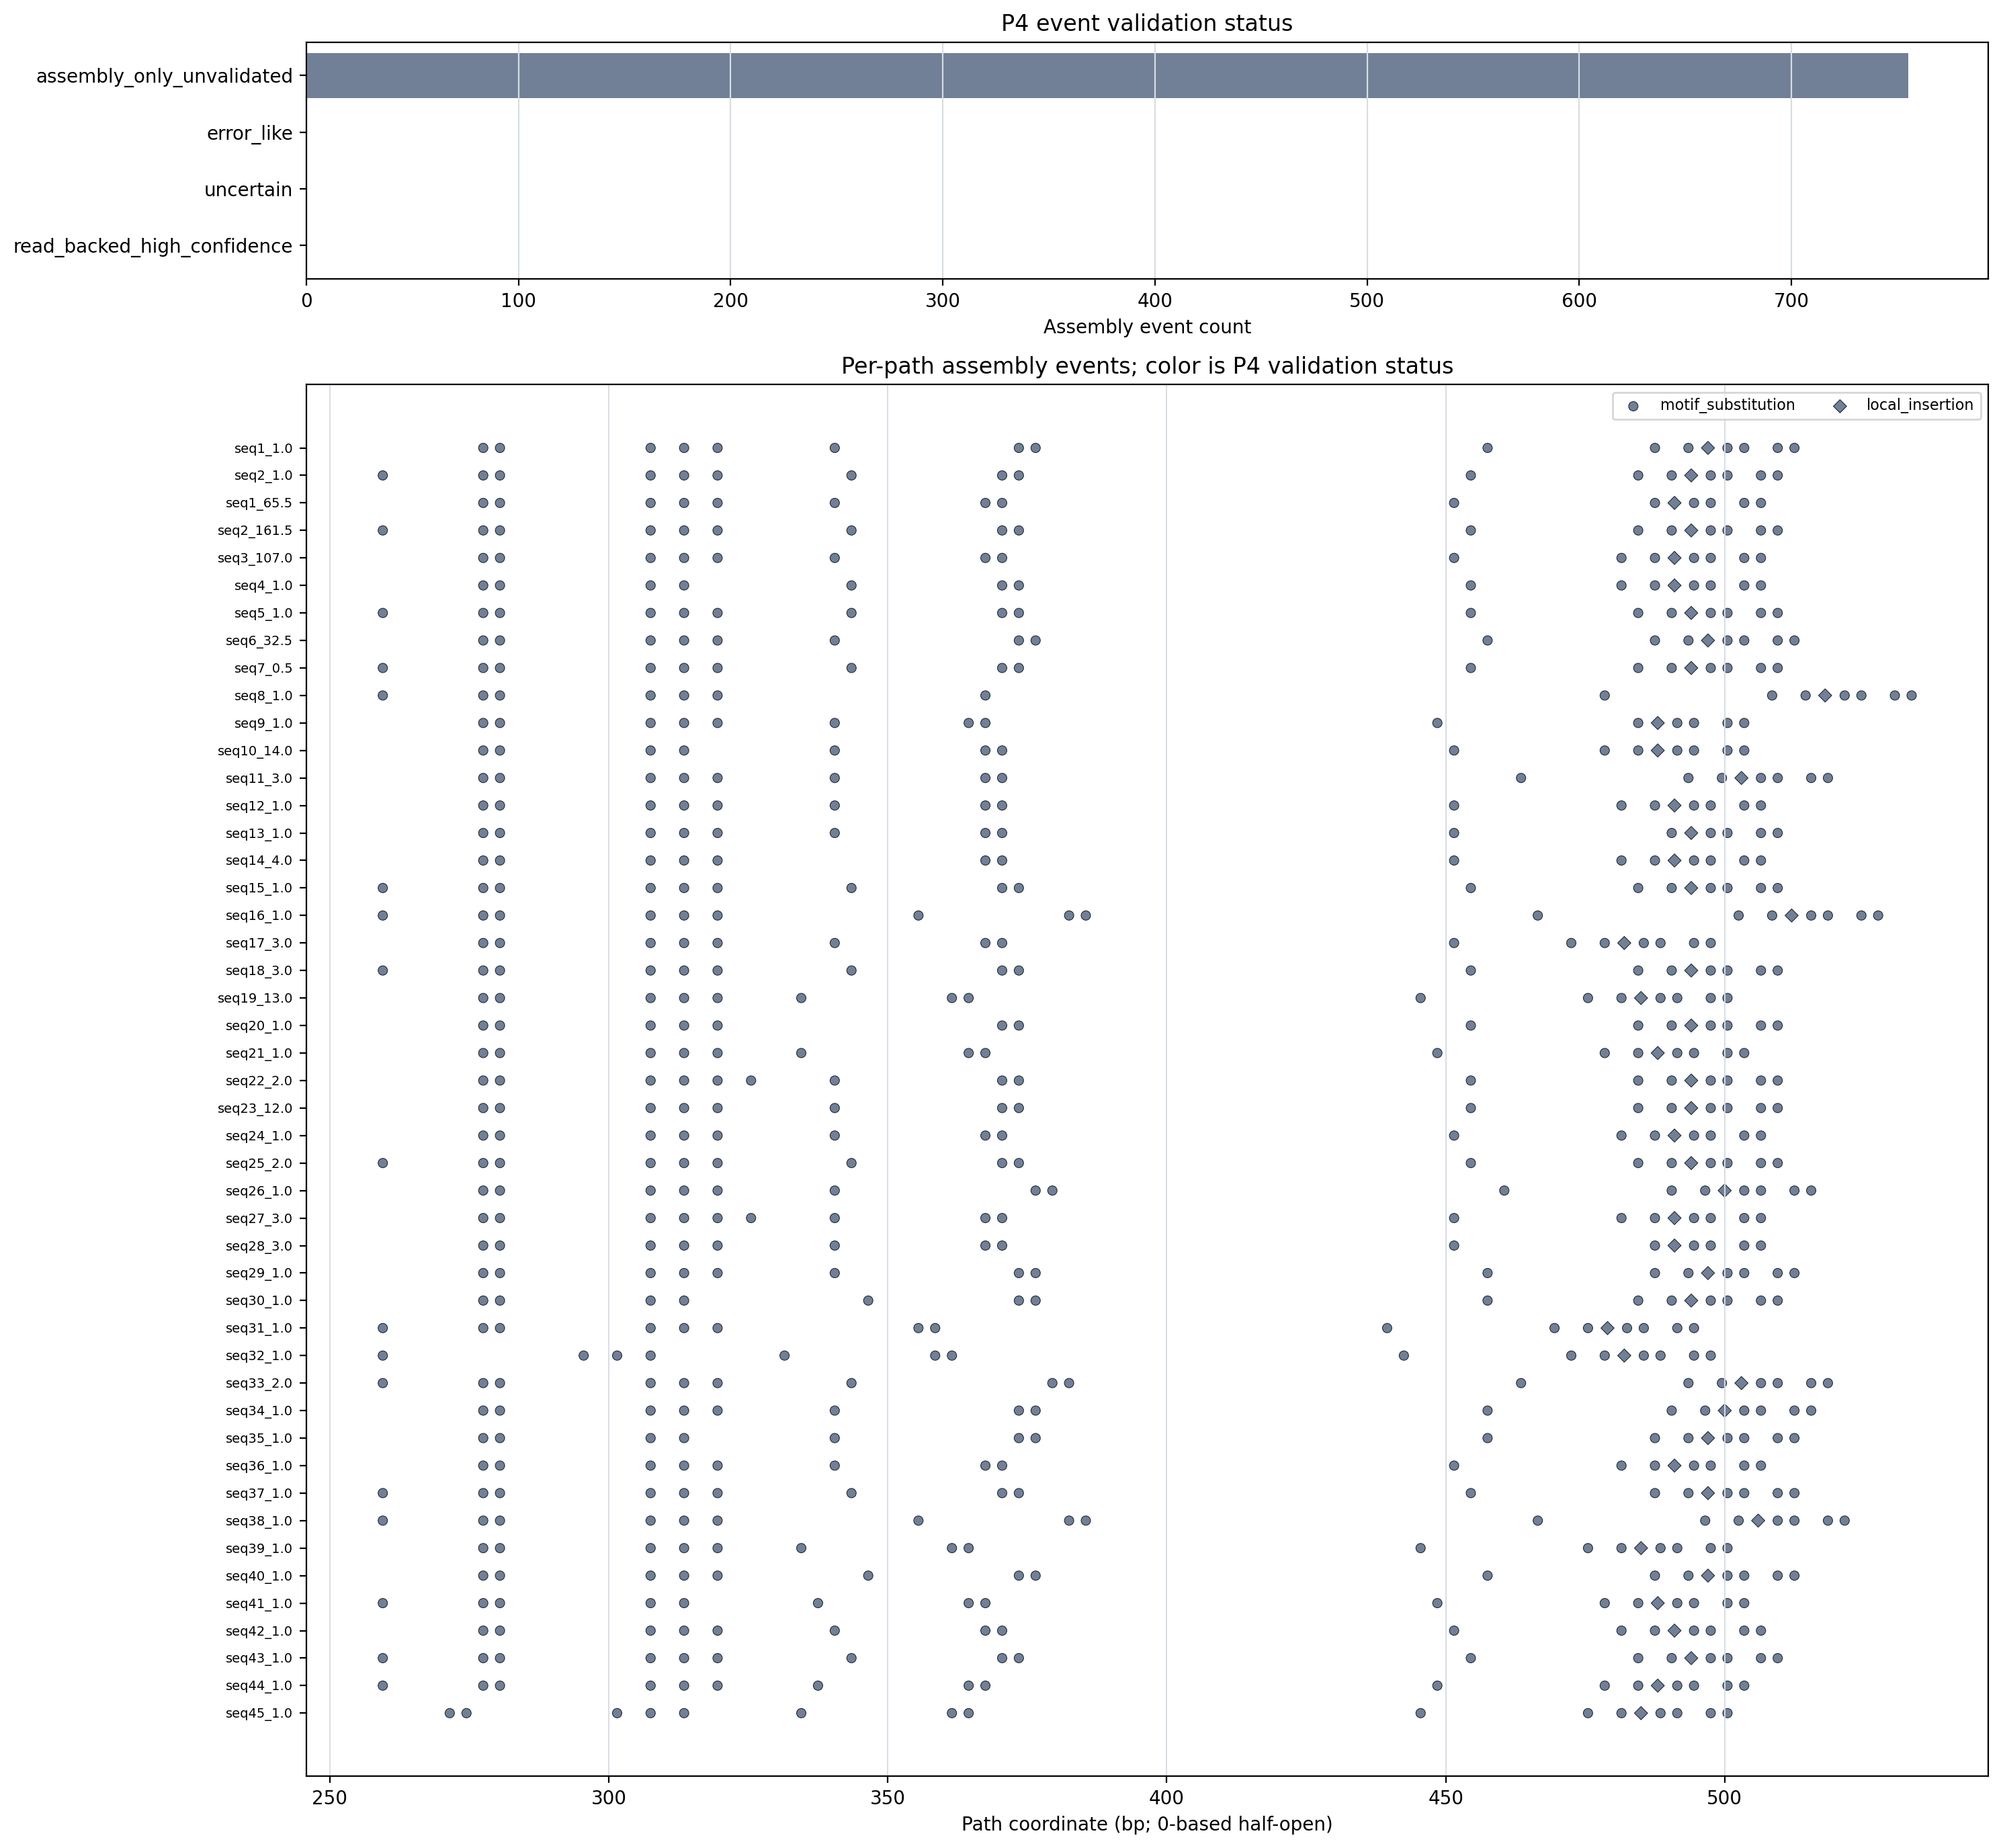 P4 event validation status
assembly_only_unvalidated
error_like
uncertain
read_backed_high_confidence
0 100 200 300 400 500 600 700
Assembly event count
Per-path assembly events; color is P4 validation status
motif_substitution local_insertion
seq1_1.0
seq2_1.0
seq1_65.5
seq2_161.5
seq3_107.0
seq4_1.0
seq5_1.0
seq6_32.5
seq7_0.5
seq8_1.0
seq9_1.0
seq10_14.0
seq11_3.0
seq12_1.0
seq13_1.0
seq14_4.0
seq15_1.0
seq16_1.0
seq17_3.0
seq18_3.0
seq19_13.0
seq20_1.0
seq21_1.0
seq22_2.0
seq23_12.0
seq24_1.0
seq25_2.0
seq26_1.0
seq27_3.0
seq28_3.0
seq29_1.0
seq30_1.0
seq31_1.0
seq32_1.0
seq33_2.0
seq34_1.0
seq35_1.0
seq36_1.0
seq37_1.0
seq38_1.0
seq39_1.0
seq40_1.0
seq41_1.0
seq42_1.0
seq43_1.0
seq44_1.0
seq45_1.0
250 300 350 400 450 500
Path coordinate (bp; 0-based half-open)